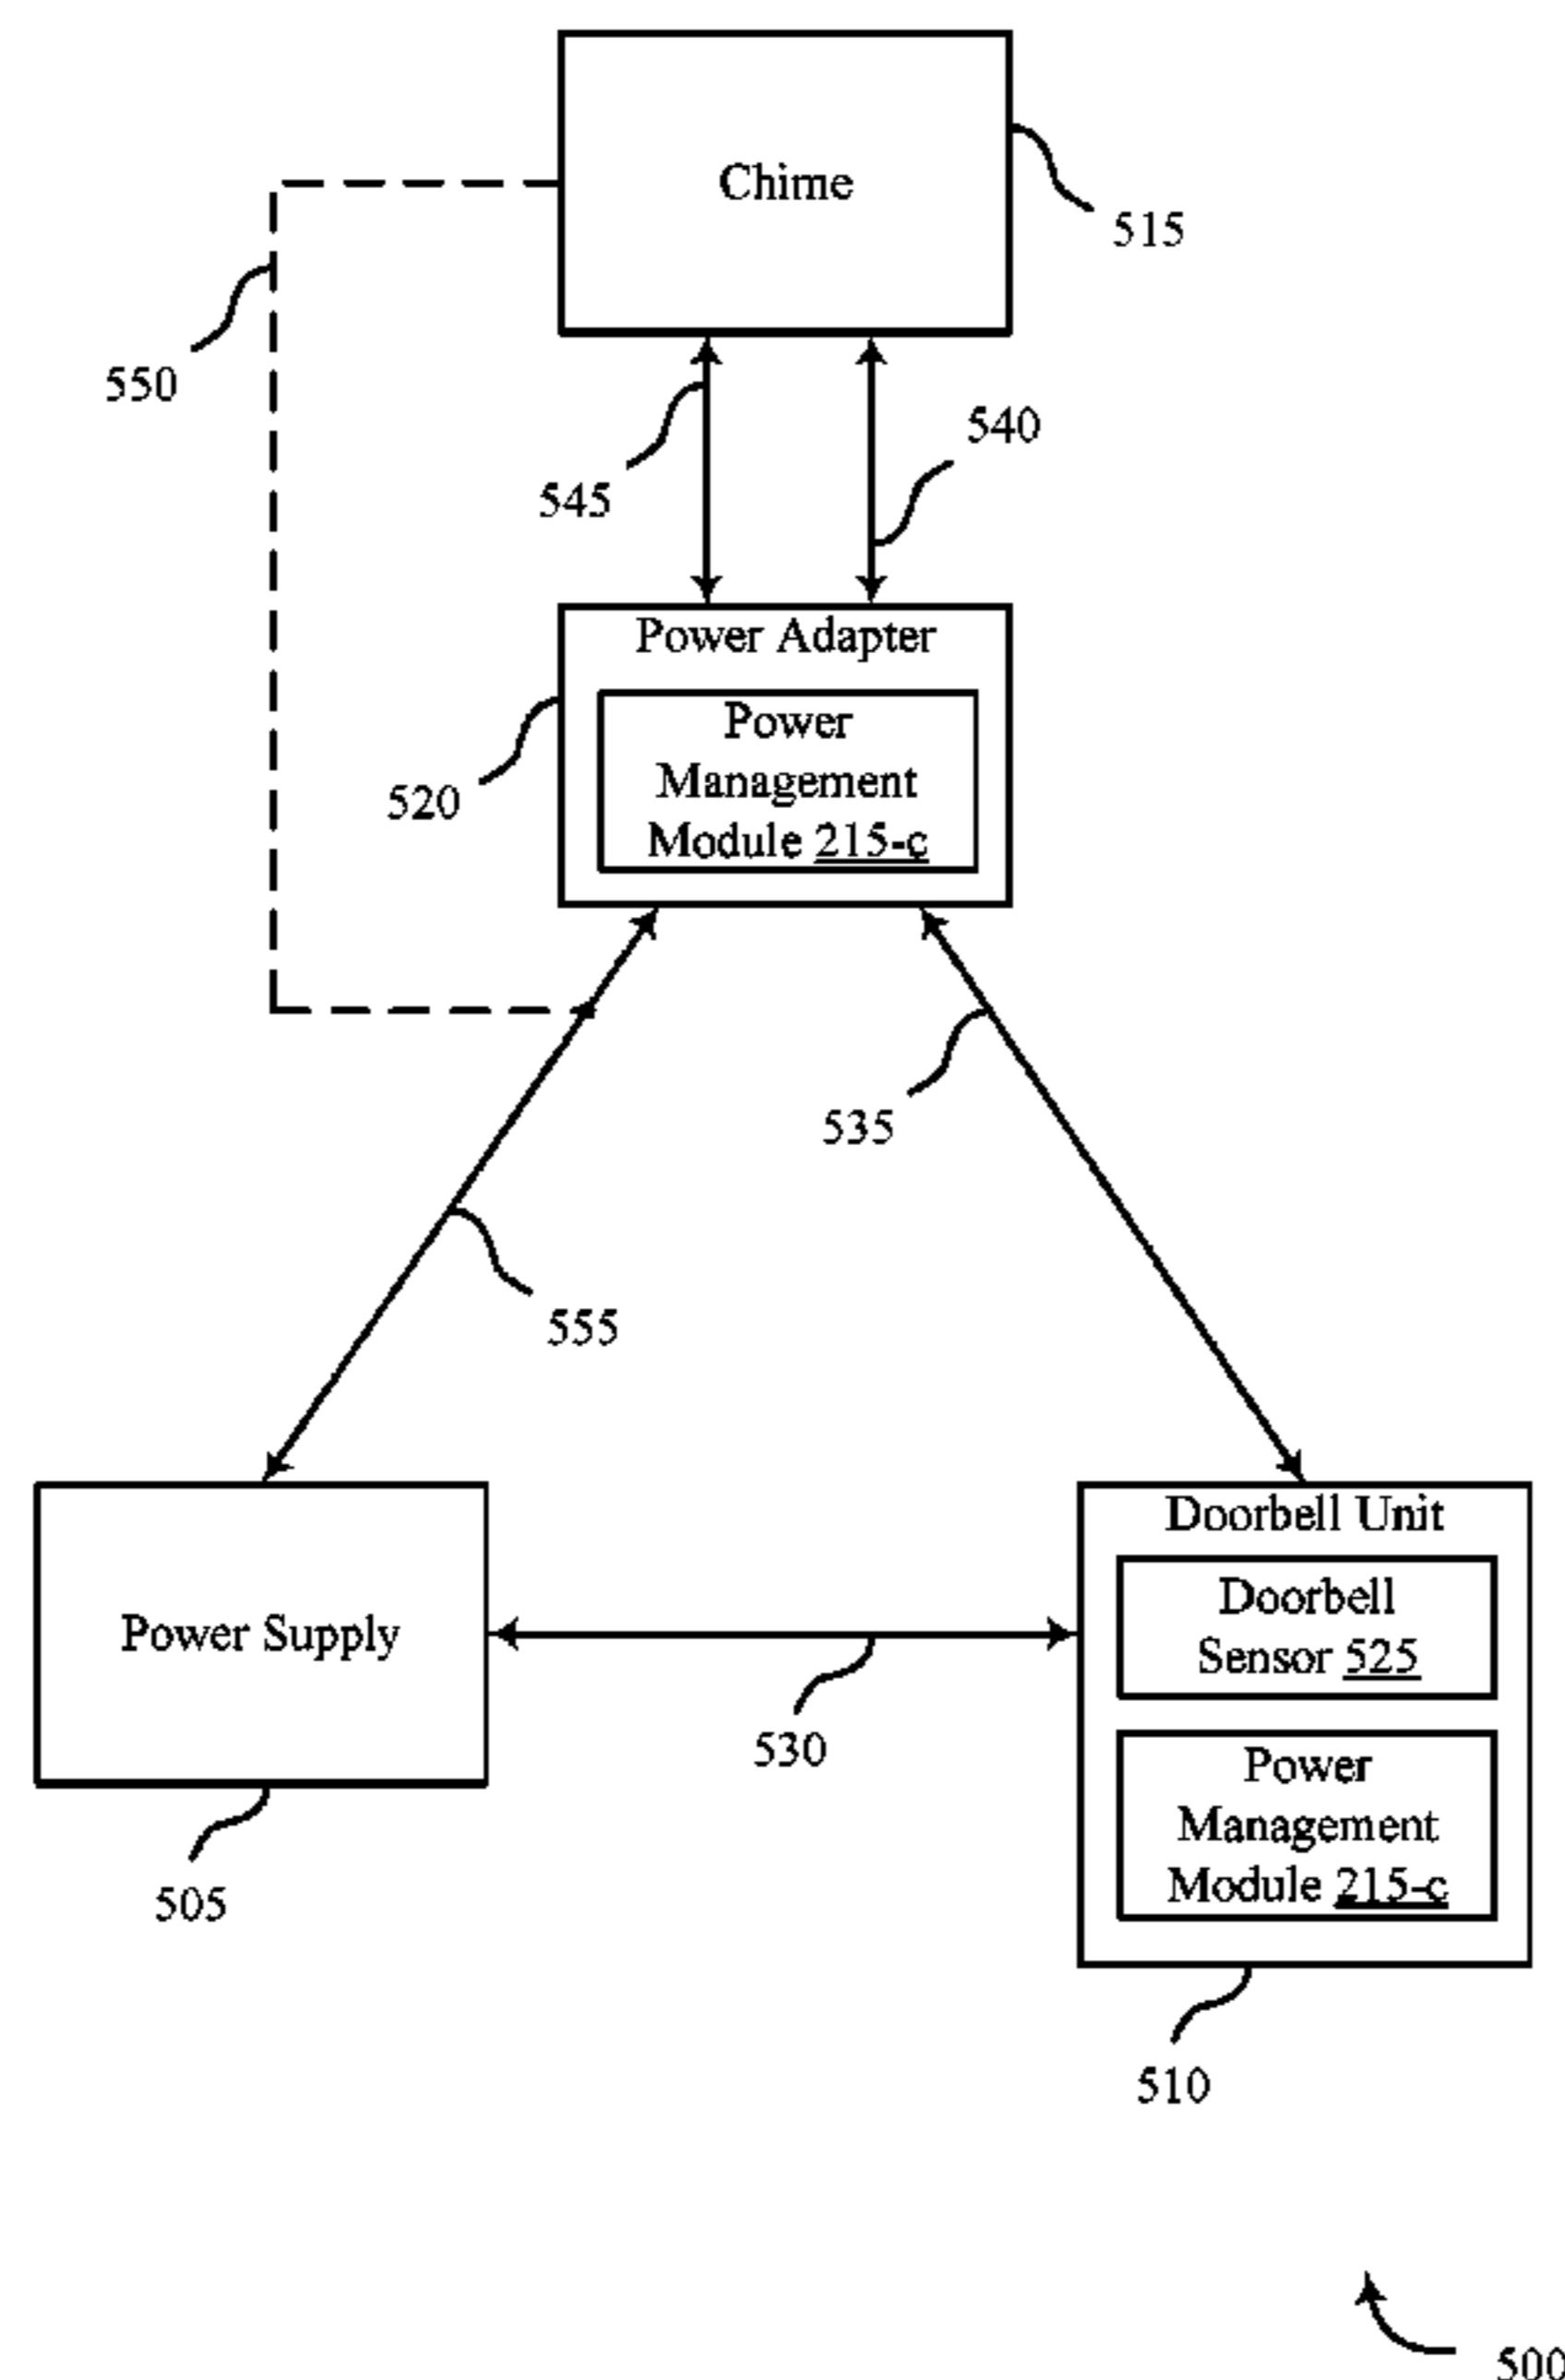 Chime
515
550
540
545
Power Adapter
Power
Management
Module 215-c
520
535
555
Power Supply
Doorbell Unit
Doorbell
Sensor 525
530
Power
Management
Module 215-c
505
510
500